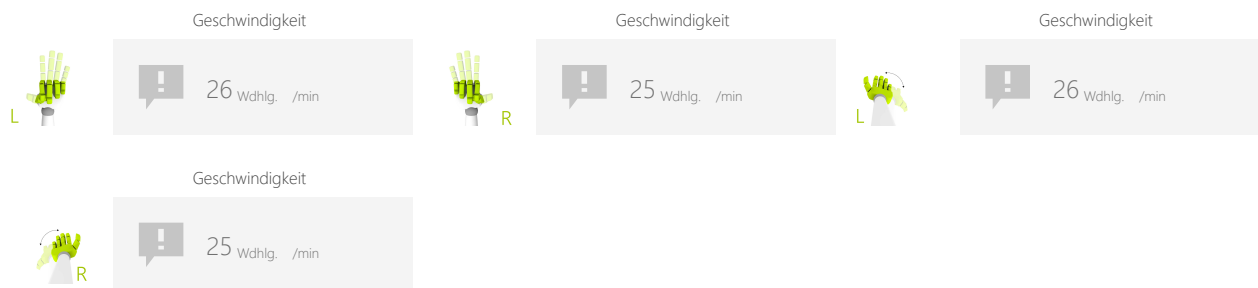 Geschwindigkeit
L
26 Wdhlg. /min
Geschwindigkeit
R
25 Wdhlg. /min
Geschwindigkeit
L
26 Wdhlg. /min
Geschwindigkeit
R
25 Wdhlg. /min